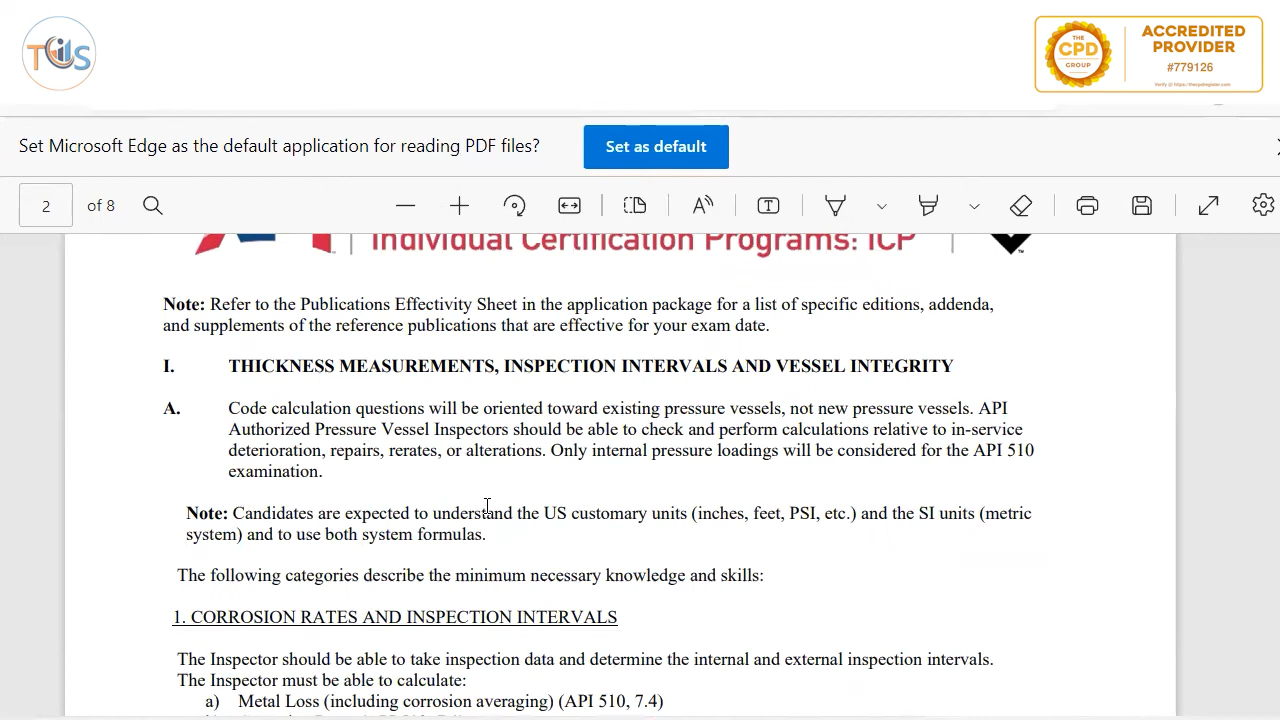 TCIS
THE
CPD
GROUP
ACCREDITED
PROVIDER
#779126
Verify @ https://thecpdregister.com
Set Microsoft Edge as the default application for reading PDF files?
Set as default
2 of 8
Individual Certification Programs: ICP
Note: Refer to the Publications Effectivity Sheet in the application package for a list of specific editions, addenda,
and supplements of the reference publications that are effective for your exam date.
I. THICKNESS MEASUREMENTS, INSPECTION INTERVALS AND VESSEL INTEGRITY
A. Code calculation questions will be oriented toward existing pressure vessels, not new pressure vessels. API
Authorized Pressure Vessel Inspectors should be able to check and perform calculations relative to in-service
deterioration, repairs, rerates, or alterations. Only internal pressure loadings will be considered for the API 510
examination.
Note: Candidates are expected to understand the US customary units (inches, feet, PSI, etc.) and the SI units (metric
system) and to use both system formulas.
The following categories describe the minimum necessary knowledge and skills:
1. CORROSION RATES AND INSPECTION INTERVALS
The Inspector should be able to take inspection data and determine the internal and external inspection intervals.
The Inspector must be able to calculate:
a) Metal Loss (including corrosion averaging) (API 510, 7.4)